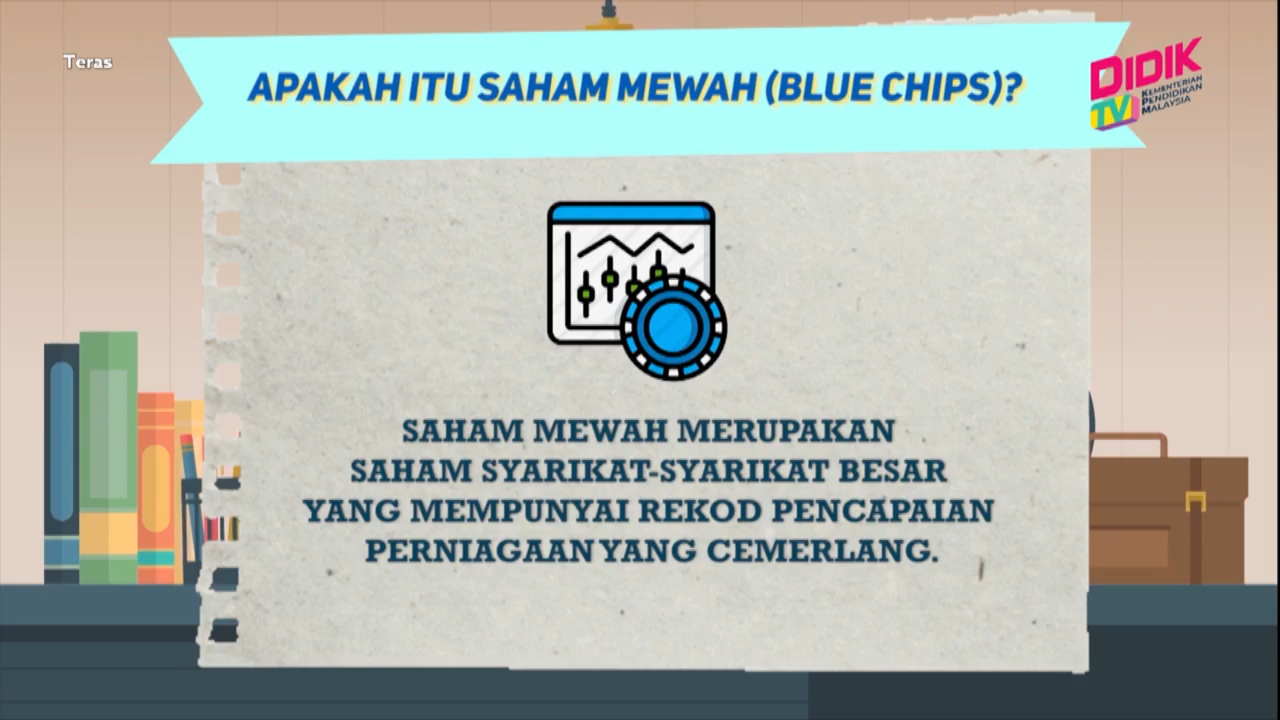 Teras
APAKAH ITU SAHAM MEWAH (BLUE CHIPS)?
DIDIK
TV
KEMENTERIAN
PENDIDIKAN
MALAYSIA
SAHAM MEWAH MERUPAKAN
SAHAM SYARIKAT-SYARIKAT BESAR
YANG MEMPUNYAI REKOD PENCAPAIAN
PERNIAGAAN YANG CEMERLANG.